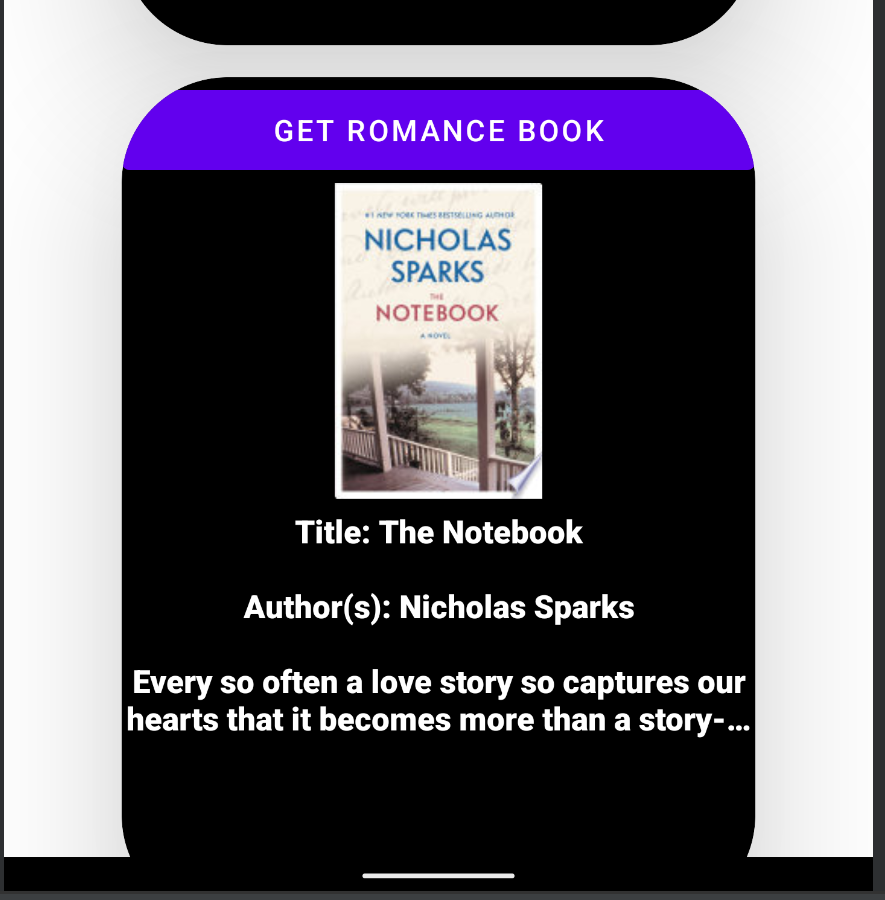 GET ROMANCE BOOK
#1 NEW YORK TIMES BESTSELLING AUTHOR
NICHOLAS
SPARKS
THE
NOTEBOOK
A NOVEL
Title: The Notebook
Author(s): Nicholas Sparks
Every so often a love story so captures our
hearts that it becomes more than a story-…